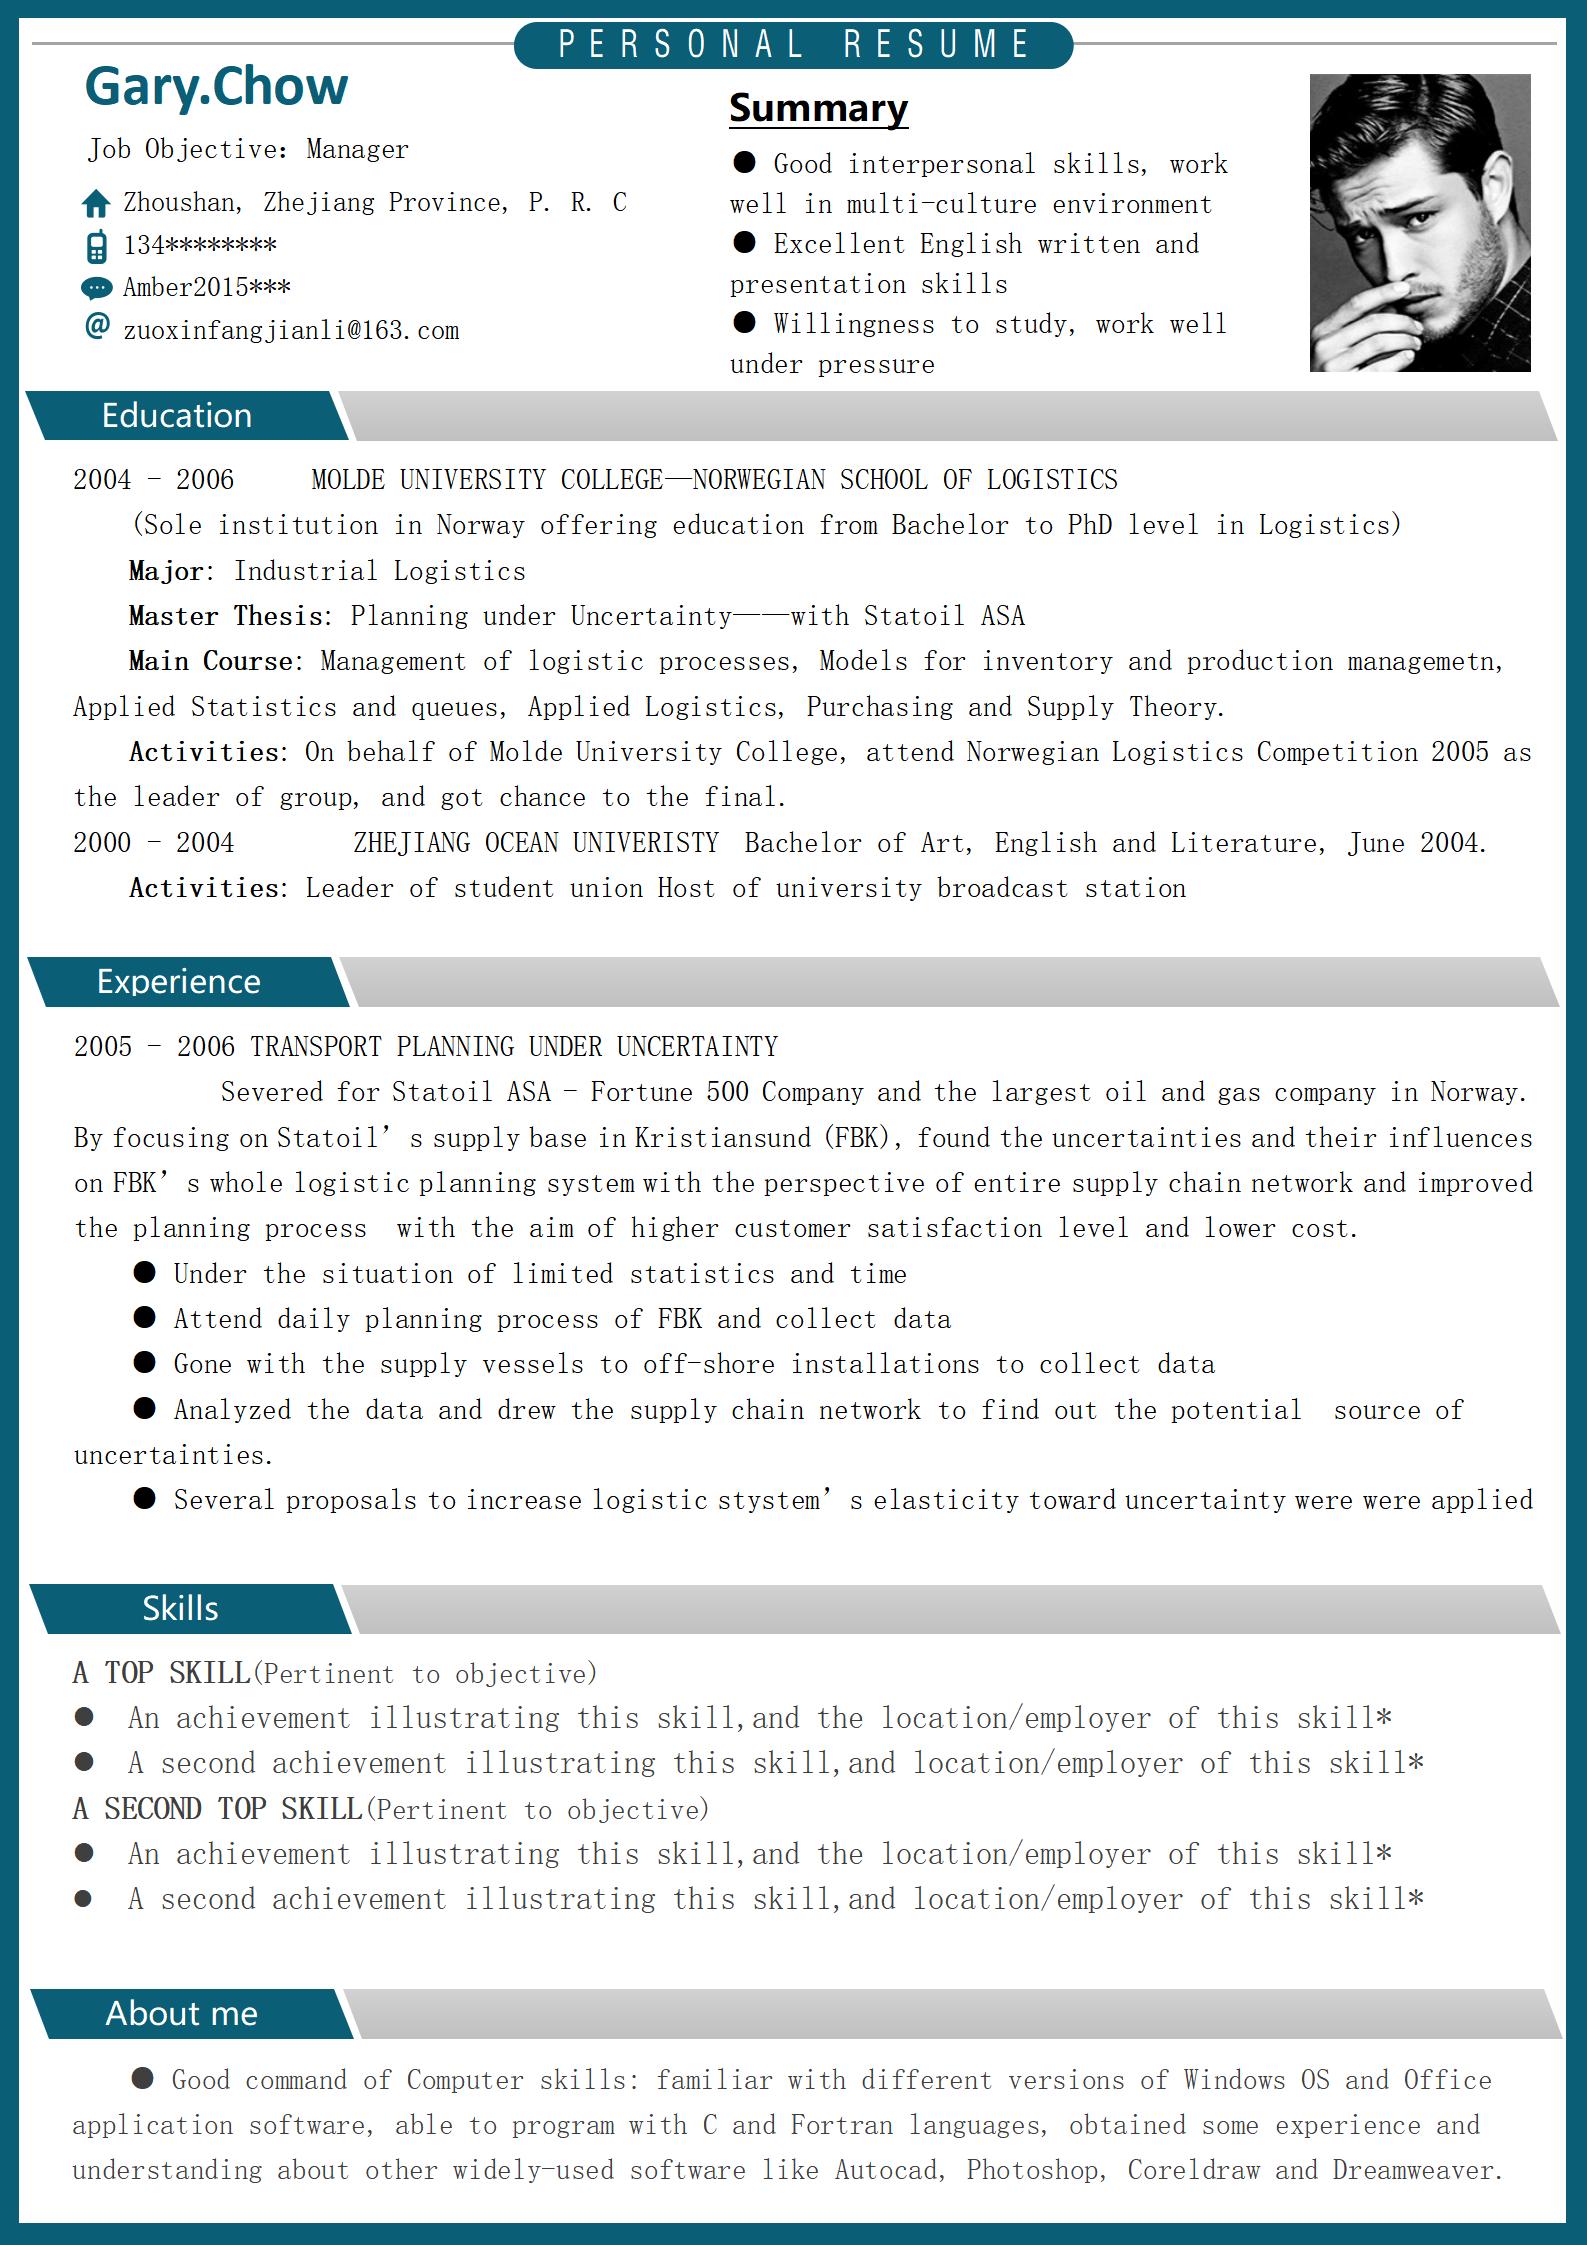 PERSONAL RESUME
Gary.Chow
Job Objective：Manager
Zhoushan, Zhejiang Province, P. R. C
134********
Amber2015***
zuoxinfangjianli@163.com
Summary
● Good interpersonal skills, work
well in multi-culture environment
● Excellent English written and
presentation skills
● Willingness to study, work well
under pressure
Education
2004 - 2006 MOLDE UNIVERSITY COLLEGE—NORWEGIAN SCHOOL OF LOGISTICS
(Sole institution in Norway offering education from Bachelor to PhD level in Logistics)
Major: Industrial Logistics
Master Thesis: Planning under Uncertainty——with Statoil ASA
Main Course: Management of logistic processes, Models for inventory and production managemetn,
Applied Statistics and queues, Applied Logistics, Purchasing and Supply Theory.
Activities: On behalf of Molde University College, attend Norwegian Logistics Competition 2005 as
the leader of group, and got chance to the final.
2000 - 2004 ZHEJIANG OCEAN UNIVERISTY Bachelor of Art, English and Literature, June 2004.
Activities: Leader of student union Host of university broadcast station
Experience
2005 - 2006 TRANSPORT PLANNING UNDER UNCERTAINTY
Severed for Statoil ASA - Fortune 500 Company and the largest oil and gas company in Norway.
By focusing on Statoil’s supply base in Kristiansund (FBK), found the uncertainties and their influences
on FBK’s whole logistic planning system with the perspective of entire supply chain network and improved
the planning process with the aim of higher customer satisfaction level and lower cost.
● Under the situation of limited statistics and time
● Attend daily planning process of FBK and collect data
● Gone with the supply vessels to off-shore installations to collect data
● Analyzed the data and drew the supply chain network to find out the potential source of
uncertainties.
● Several proposals to increase logistic stystem’s elasticity toward uncertainty were were applied
Skills
A TOP SKILL(Pertinent to objective)
● An achievement illustrating this skill,and the location/employer of this skill*
● A second achievement illustrating this skill,and location/employer of this skill*
A SECOND TOP SKILL(Pertinent to objective)
● An achievement illustrating this skill,and the location/employer of this skill*
● A second achievement illustrating this skill,and location/employer of this skill*
About me
● Good command of Computer skills: familiar with different versions of Windows OS and Office
application software, able to program with C and Fortran languages, obtained some experience and
understanding about other widely-used software like Autocad, Photoshop, Coreldraw and Dreamweaver.